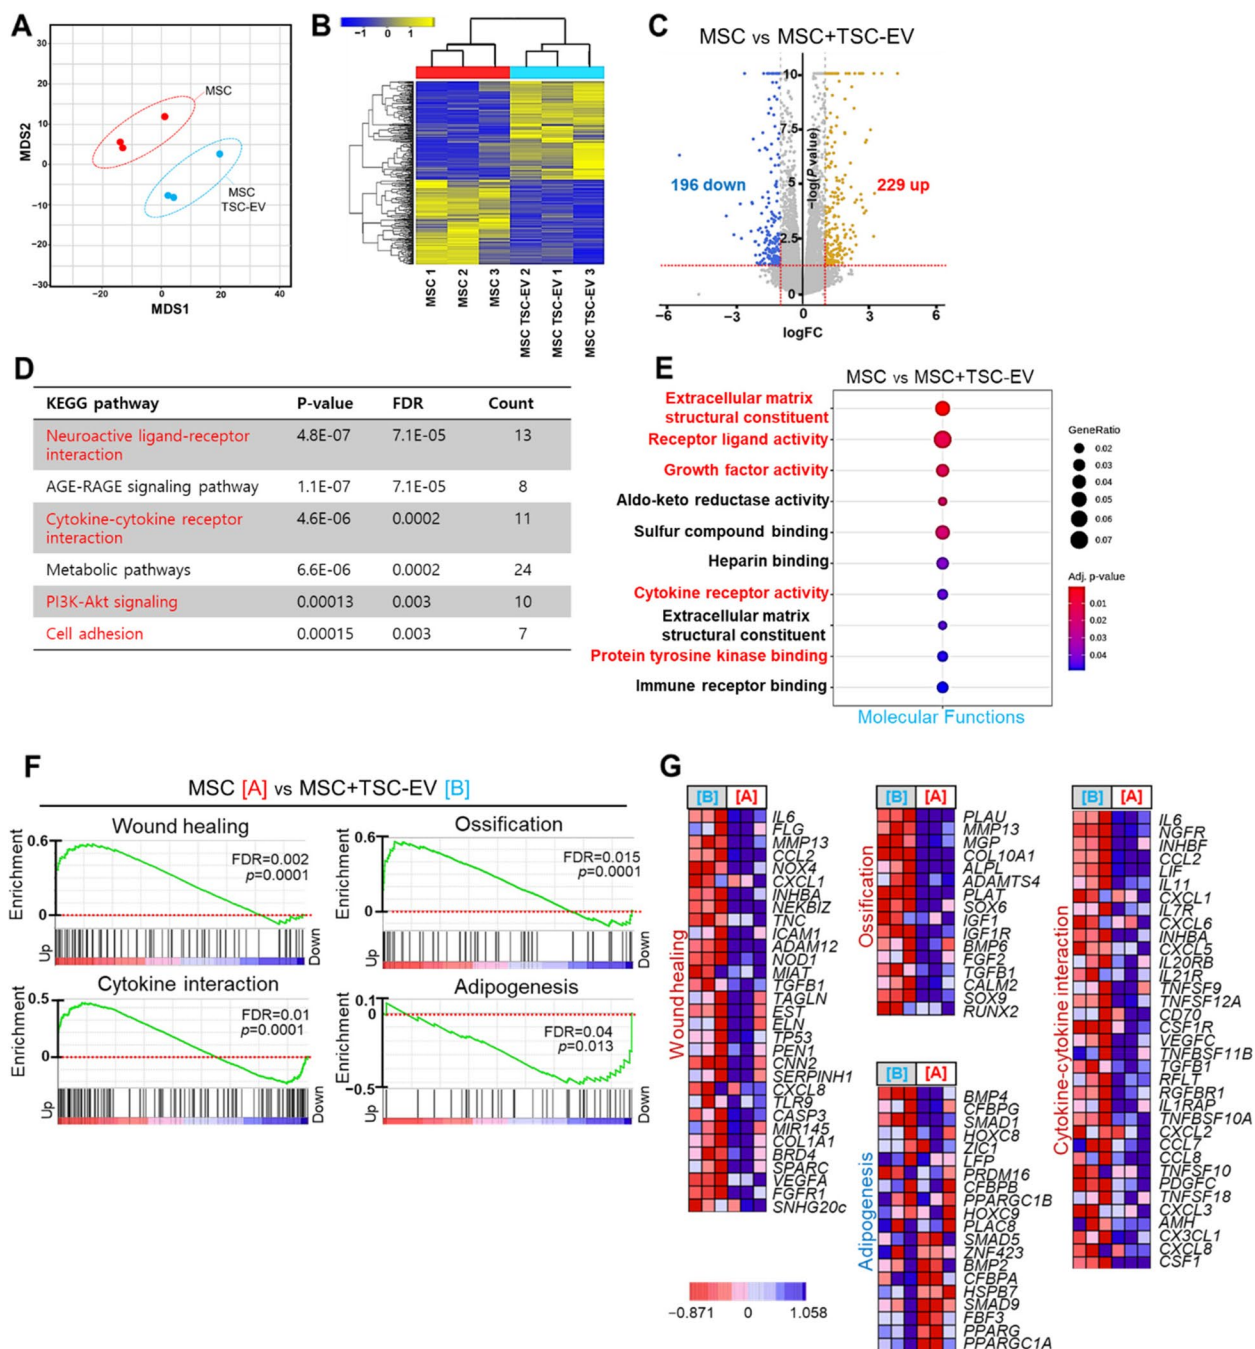 A
MDS2
30
20
10
0
−10
−20
−30
MSC
MSC
TSC-EV
−20
0
20
40
MDS1
B
−1
0
1
MSC 1
MSC 2
MSC 3
MSC TSC-EV 2
MSC TSC-EV 1
MSC TSC-EV 3
C
MSC vs MSC+TSC-EV
10
7.5
5
2.5
0
−log(P value)
196 down
229 up
−6
−3
0
3
6
logFC
D
KEGG pathway P-value FDR Count
Neuroactive ligand-receptor
interaction
4.8E-07 7.1E-05 13
AGE-RAGE signaling pathway 1.1E-07 7.1E-05 8
Cytokine-cytokine receptor
interaction
4.6E-06 0.0002 11
Metabolic pathways 6.6E-06 0.0002 24
PI3K-Akt signaling 0.00013 0.003 10
Cell adhesion 0.00015 0.003 7
E
MSC vs MSC+TSC-EV
Extracellular matrix
structural constituent
Receptor ligand activity
Growth factor activity
Aldo-keto reductase activity
Sulfur compound binding
Heparin binding
Cytokine receptor activity
Extracellular matrix
structural constituent
Protein tyrosine kinase binding
Immune receptor binding
Molecular Functions
GeneRatio
0.02
0.03
0.04
0.05
0.06
0.07
Adj. p-value
0.01
0.02
0.03
0.04
F
MSC [A] vs MSC+TSC-EV [B]
Wound healing
Enrichment
0.6
0
FDR=0.002
p=0.0001
Up
Down
Ossification
Enrichment
0.6
0
FDR=0.015
p=0.0001
Up
Down
Cytokine interaction
Enrichment
0.5
0
FDR=0.01
p=0.0001
Up
Down
Adipogenesis
Enrichment
0.1
0
−0.5
FDR=0.04
p=0.013
Up
Down
G
[B] [A]
Wound healing
IL6
FLG
MMP13
CCL2
NOX4
CXCL1
INHBA
NEKBIZ
TNC
ICAM1
ADAM12
NOD1
MIAT
TGFB1
TAGLN
EST
ELN
TP53
PEN1
CNN2
SERPINH1
CXCL8
TLR9
CASP3
MIR145
COL1A1
BRD4
SPARC
VEGFA
FGFR1
SNHG20c
−0.871 0 1.058
[B] [A]
Ossification
PLAU
MMP13
MGP
COL10A1
ALPL
ADAMTS4
PLAT
SOX6
IGF1
IGF1R
BMP6
FGF2
TGFB1
CALM2
SOX9
RUNX2
[B] [A]
Adipogenesis
BMP4
CFBPG
SMAD1
HOXC8
ZIC1
LFP
PRDM16
CFBPB
PPARGC1B
HOXC9
PLAC8
SMAD5
ZNF423
BMP2
CFBPA
HSPB7
SMAD9
FBF3
PPARG
PPARGC1A
[B] [A]
Cytokine-cytokine interaction
IL6
NGFR
INHBF
CCL2
LIF
IL11
CXCL1
IL7R
CXCL6
INHBA
CXCL5
IL20RB
IL21R
TNFSF9
TNFSF12A
CD70
CSF1R
VEGFC
TNFBSF11B
TGFB1
RFLT
RGFBR1
IL1RAP
TNFBSF10A
CXCL2
CCL7
CCL8
TNFSF10
PDGFC
TNFSF18
CXCL3
AMH
CX3CL1
CXCL8
CSF1